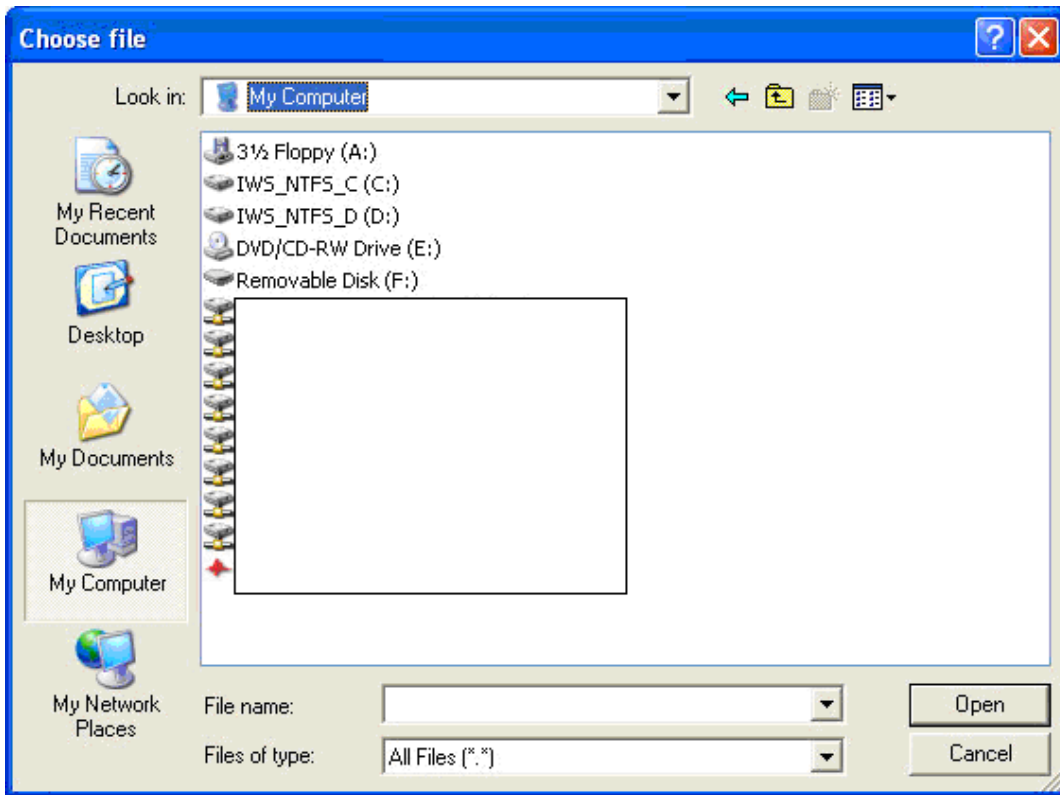 Choose file
Look in:
My Computer
My Recent
Documents
Desktop
My Documents
My Computer
My Network
Places
3½ Floppy (A:)
IWS_NTFS_C (C:)
IWS_NTFS_D (D:)
DVD/CD-RW Drive (E:)
Removable Disk (F:)
File name:
Open
Files of type:
All Files (*.*)
Cancel